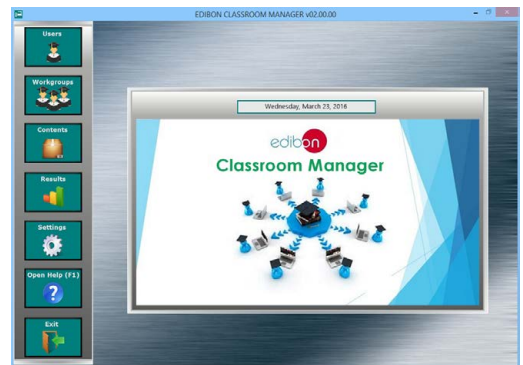 EDIBON CLASSROOM MANAGER v02.00.00
Users
Workgroups
Contents
Results
Settings
Open Help (F1)
?
Exit
Wednesday, March 23, 2016
edibon
Classroom Manager